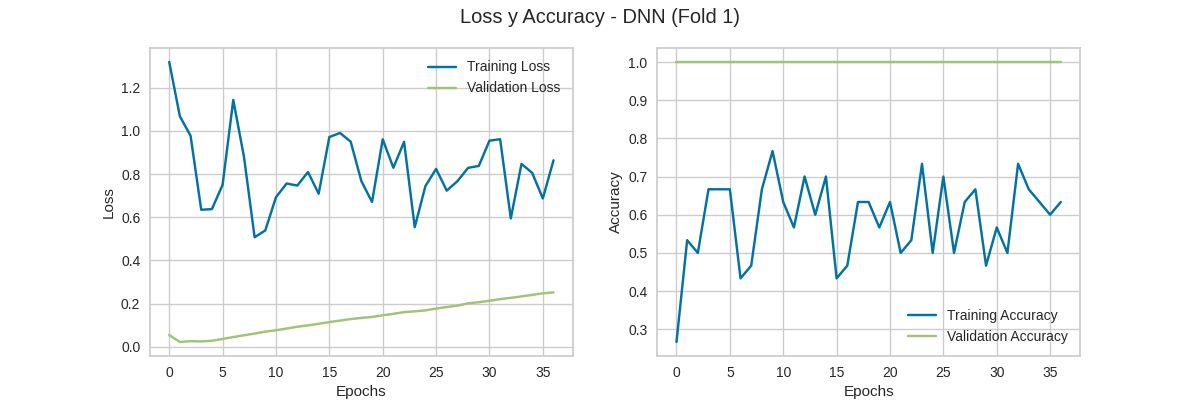 Loss y Accuracy - DNN (Fold 1)
Training Loss
Validation Loss
1.2
1.0
0.8
0.6
0.4
0.2
0.0
Loss
0 5 10 15 20 25 30 35
Epochs
1.0
0.9
0.8
0.7
0.6
0.5
0.4
0.3
Accuracy
Training Accuracy
Validation Accuracy
0 5 10 15 20 25 30 35
Epochs